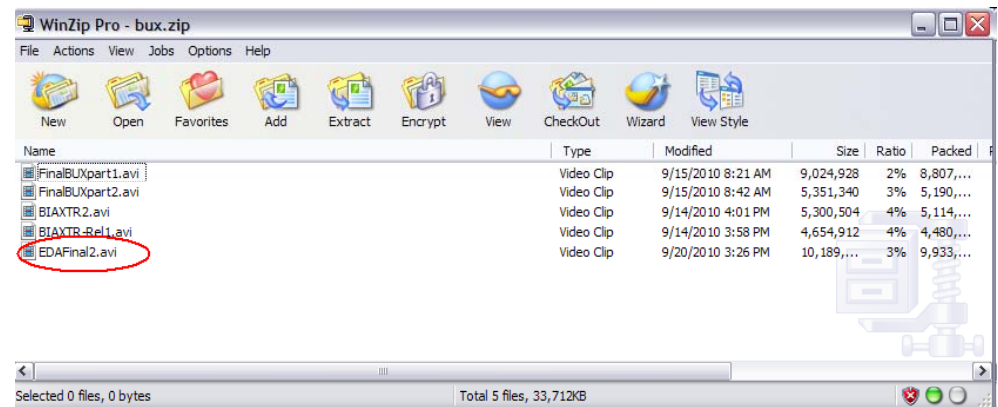 WinZip Pro - bux.zip
File Actions View Jobs Options Help
New Open Favorites Add Extract Encrypt View CheckOut Wizard View Style
Name Type Modified Size Ratio Packed
FinalBUXpart1.avi Video Clip 9/15/2010 8:21 AM 9,024,928 2% 8,807,...
FinalBUXpart2.avi Video Clip 9/15/2010 8:42 AM 5,351,340 3% 5,190,...
BIAXTR2.avi Video Clip 9/14/2010 4:01 PM 5,300,504 4% 5,114,...
BIAXTR-Rel1.avi Video Clip 9/14/2010 3:58 PM 4,654,912 4% 4,480,...
EDAFinal2.avi Video Clip 9/20/2010 3:26 PM 10,189,... 3% 9,933,...
Selected 0 files, 0 bytes Total 5 files, 33,712KB